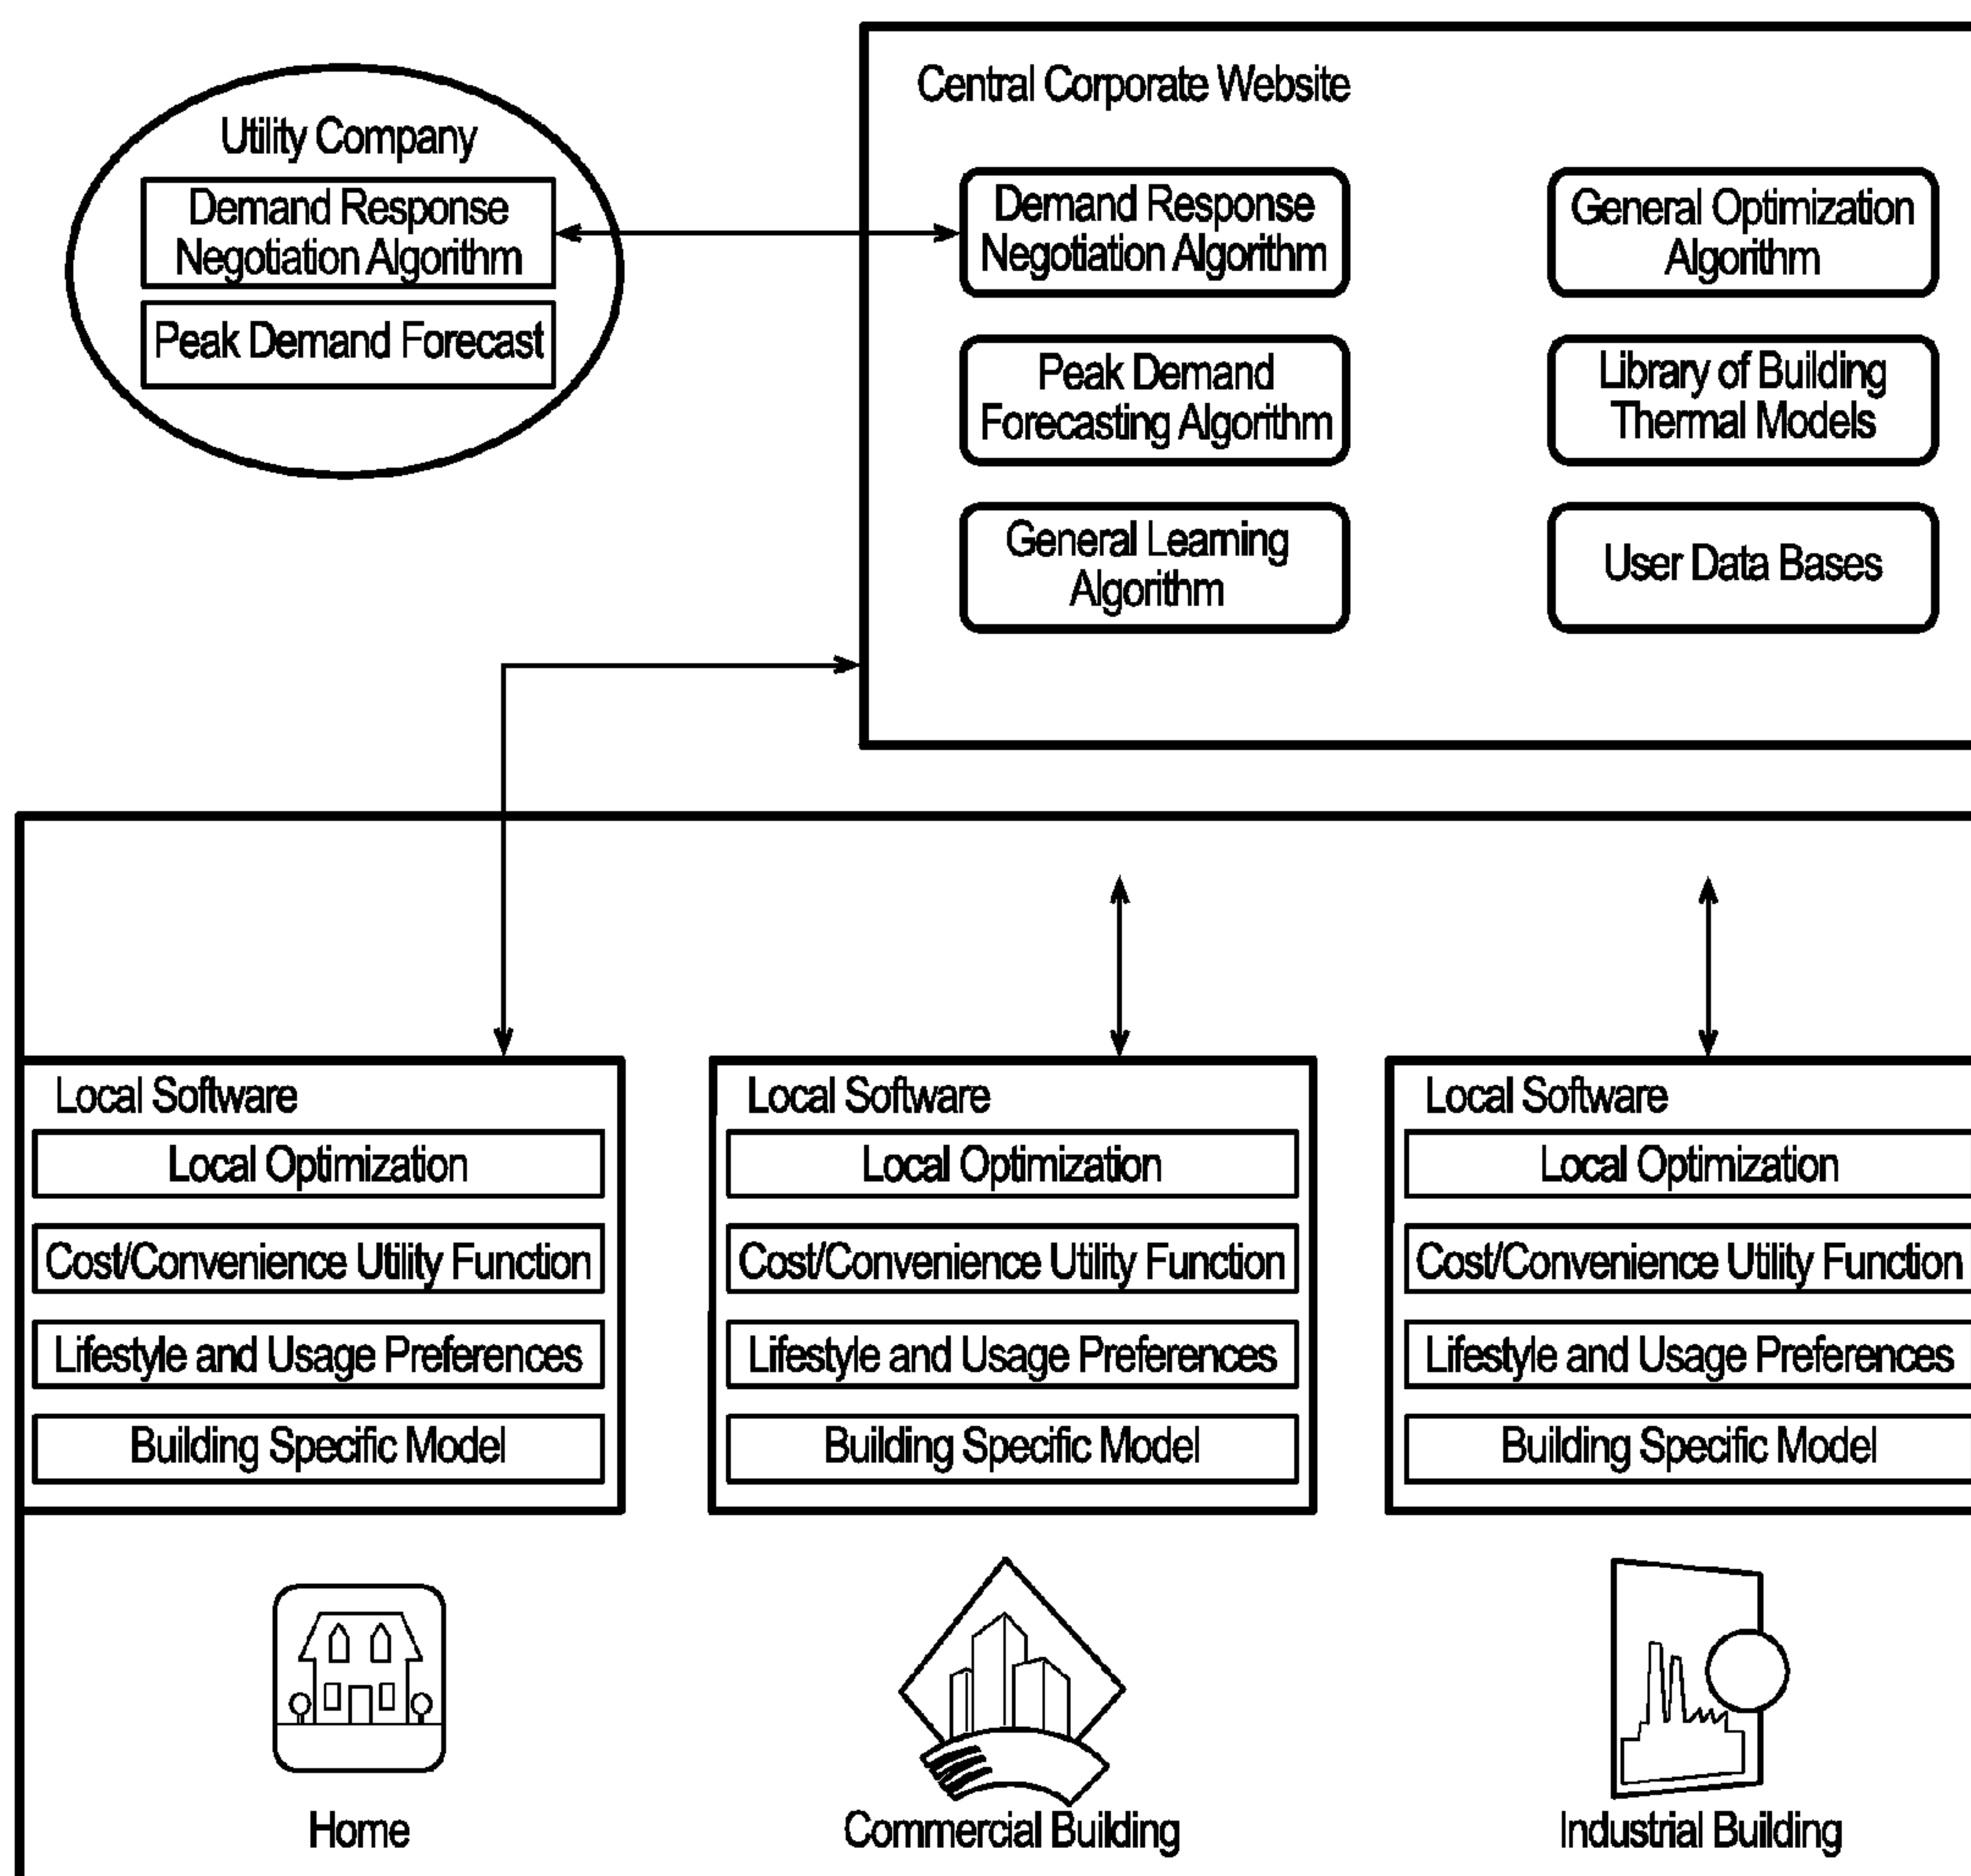 Utility Company
Demand Response
Negotiation Algorithm
Peak Demand Forecast
Central Corporate Website
Demand Response
Negotiation Algorithm
General Optimization
Algorithm
Peak Demand
Forecasting Algorithm
Library of Building
Thermal Models
General Learning
Algorithm
User Data Bases
Local Software
Local Optimization
Cost/Convenience Utility Function
Lifestyle and Usage Preferences
Building Specific Model
Home
Local Software
Local Optimization
Cost/Convenience Utility Function
Lifestyle and Usage Preferences
Building Specific Model
Commercial Building
Local Software
Local Optimization
Cost/Convenience Utility Function
Lifestyle and Usage Preferences
Building Specific Model
Industrial Building